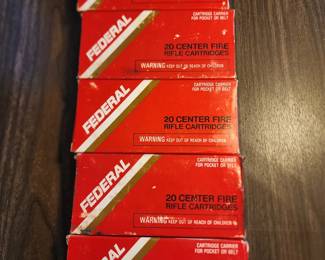 FEDERAL
CARTRIDGE CARRIER
FOR POCKET OR BELT
20 CENTER FIRE
RIFLE CARTRIDGES
WARNING KEEP OUT OF REACH OF CHILDREN
FEDERAL
CARTRIDGE CARRIER
FOR POCKET OR BELT
20 CENTER FIRE
RIFLE CARTRIDGES
WARNING KEEP OUT OF REACH OF CHILDREN
FEDERAL
CARTRIDGE CARRIER
FOR POCKET OR BELT
20 CENTER FIRE
RIFLE CARTRIDGES
WARNING KEEP OUT OF REACH OF CHILDREN
FEDERAL
CARTRIDGE CARRIER
FOR POCKET OR BELT